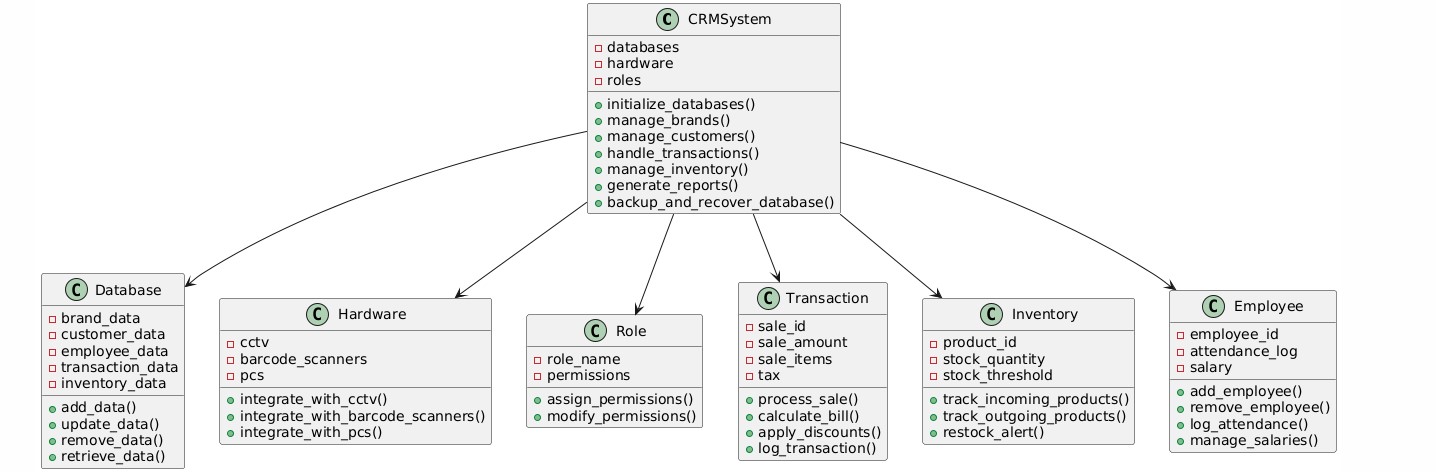 C CRMSystem
databases
hardware
roles
initialize_databases()
manage_brands()
manage_customers()
handle_transactions()
manage_inventory()
generate_reports()
backup_and_recover_database()
C Database
brand_data
customer_data
employee_data
transaction_data
inventory_data
add_data()
update_data()
remove_data()
retrieve_data()
C Hardware
cctv
barcode_scanners
pcs
integrate_with_cctv()
integrate_with_barcode_scanners()
integrate_with_pcs()
C Role
role_name
permissions
assign_permissions()
modify_permissions()
C Transaction
sale_id
sale_amount
sale_items
tax
process_sale()
calculate_bill()
apply_discounts()
log_transaction()
C Inventory
product_id
stock_quantity
stock_threshold
track_incoming_products()
track_outgoing_products()
restock_alert()
C Employee
employee_id
attendance_log
salary
add_employee()
remove_employee()
log_attendance()
manage_salaries()